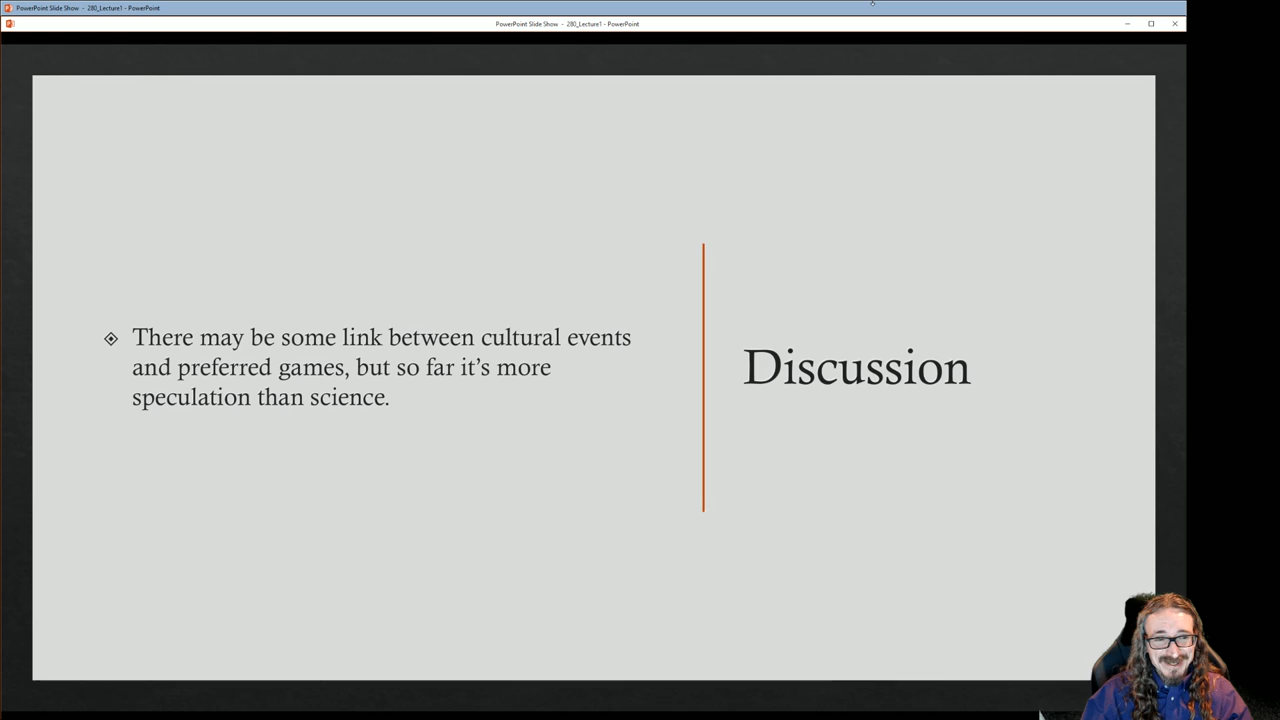 PowerPoint Slide Show - 280_Lecture1 - PowerPoint
PowerPoint Slide Show - 280_Lecture1 - PowerPoint
There may be some link between cultural events
and preferred games, but so far it’s more
speculation than science.
Discussion